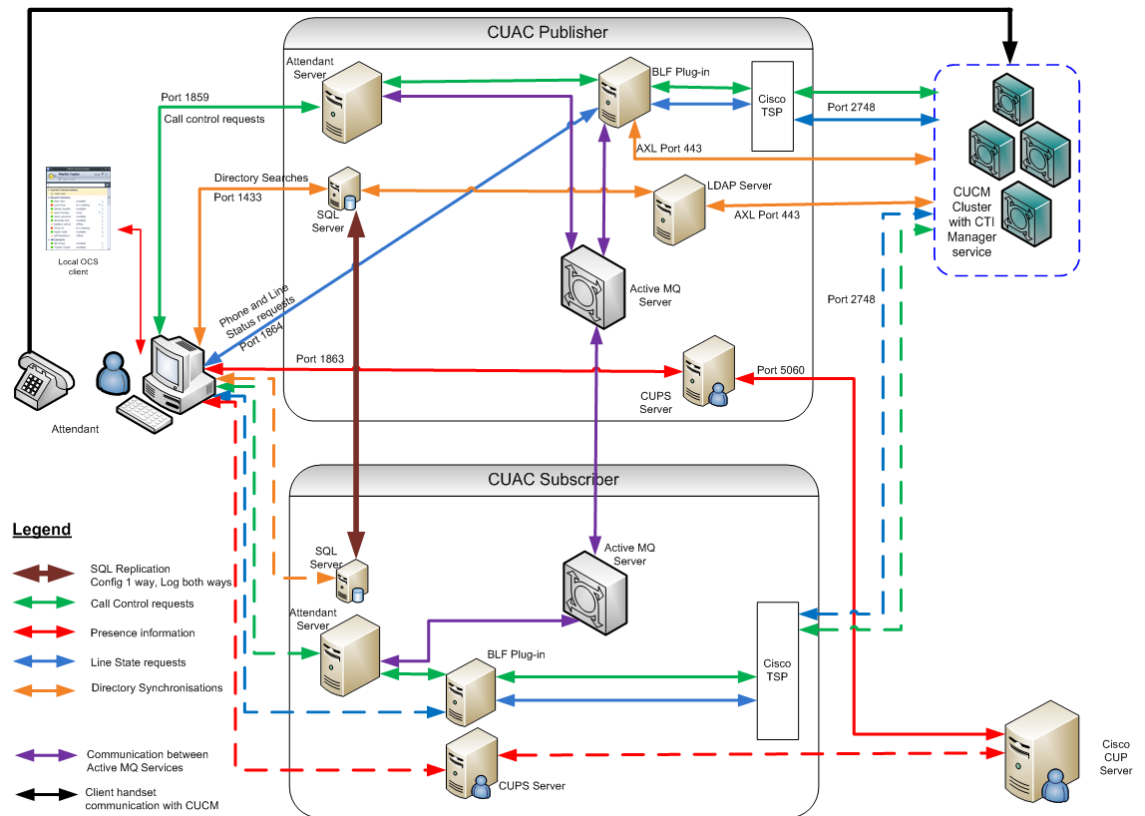 CUAC Publisher
Attendant
Server
BLF Plug-in
Cisco
TSP
Port 1859
Call control requests
Port 2748
AXL Port 443
Directory Searches
Port 1433
SQL
Server
LDAP Server
AXL Port 443
CUCM
Cluster
with CTI
Manager
service
Local OCS
client
Phone and Line
Status requests
Port 1864
Active MQ
Server
Port 2748
Port 1863
Port 5060
CUPS
Server
Attendant
CUAC Subscriber
Legend
SQL Replication
Config 1 way, Log both ways
Call Control requests
Presence information
Line State requests
Directory Synchronisations
Communication between
Active MQ Services
Client handset
communication with CUCM
SQL
Server
Active MQ
Server
Attendant
Server
BLF Plug-in
Cisco
TSP
CUPS Server
Cisco
CUP
Server